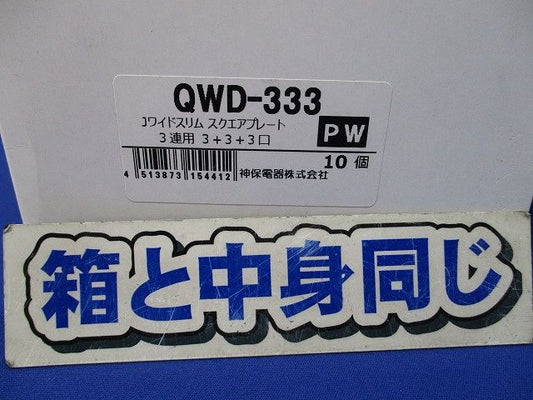 QWD-333
Jワイドスリム スクエアプレート
3連用 3+3+3口
PW
10個
4 513873 154412
神保電器株式会社
箱と中身同じ